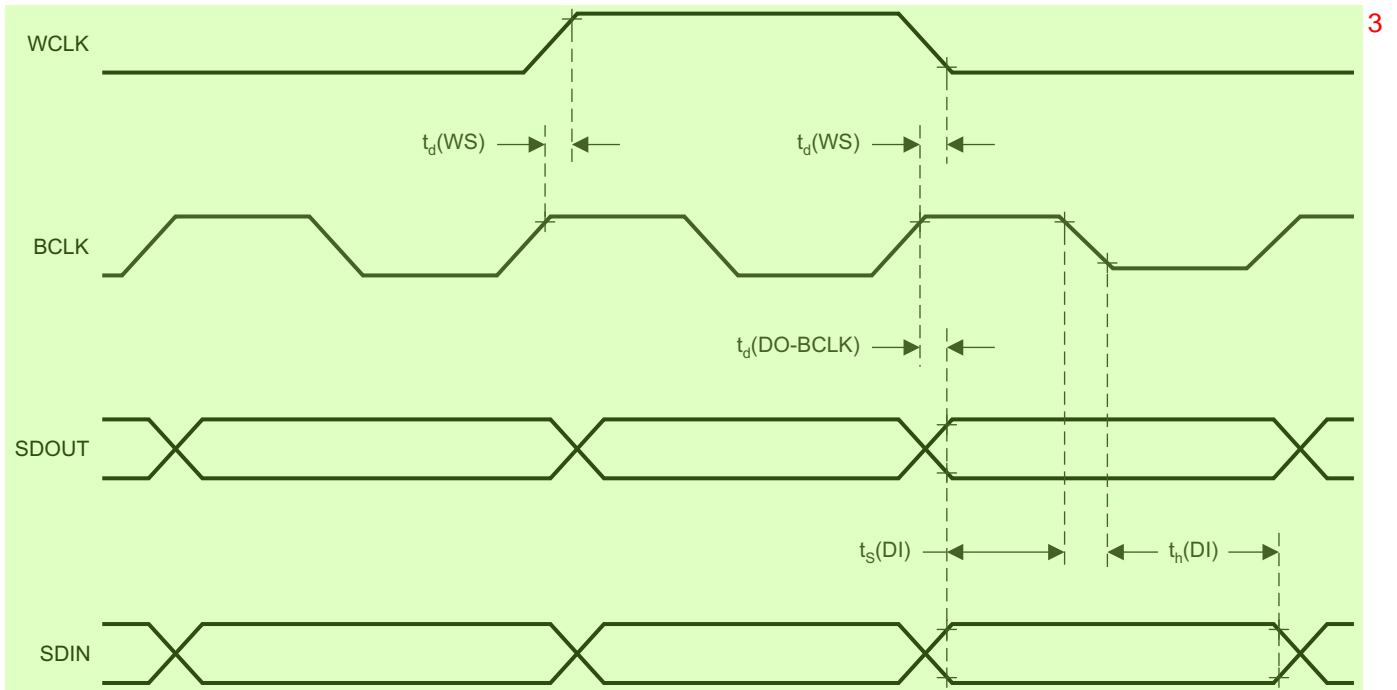 3
WCLK
td(WS) td(WS)
BCLK
td(DO-BCLK)
SDOUT
tS(DI) th(DI)
SDIN